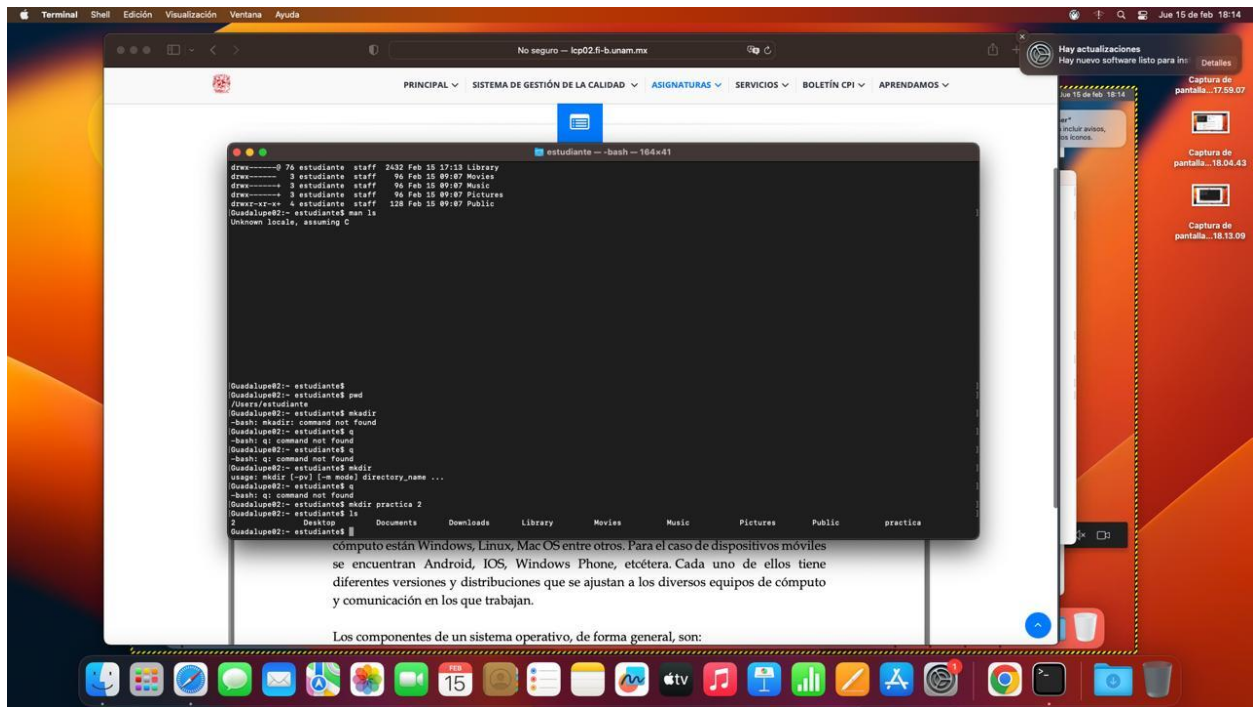 Terminal Shell Edición Visualización Ventana Ayuda
Jue 15 de feb 18:14
No seguro — lcp02.fi-b.unam.mx
Hay actualizaciones
Hay nuevo software listo para ins
Detalles
PRINCIPAL SISTEMA DE GESTIÓN DE LA CALIDAD ASIGNATURAS SERVICIOS BOLETÍN CPI APRENDAMOS
Captura de
pantalla...17.59.07
Jue 15 de feb 18:14
incluir avisos,
os íconos.
Captura de
pantalla...18.04.43
Captura de
pantalla...18.13.09
estudiante — -bash — 164×41
drwx------@ 76 estudiante staff 2432 Feb 15 17:13 Library
drwx------ 3 estudiante staff 96 Feb 15 09:07 Movies
drwx------+ 3 estudiante staff 96 Feb 15 09:07 Music
drwx------+ 3 estudiante staff 96 Feb 15 09:07 Pictures
drwxr-xr-x+ 4 estudiante staff 128 Feb 15 09:07 Public
Guadalupe02:~ estudiante$ man ls
Unknown locale, assuming C
Guadalupe02:~ estudiante$
Guadalupe02:~ estudiante$ pwd
/Users/estudiante
Guadalupe02:~ estudiante$ mkadir
-bash: mkadir: command not found
Guadalupe02:~ estudiante$ q
-bash: q: command not found
Guadalupe02:~ estudiante$ q
-bash: q: command not found
Guadalupe02:~ estudiante$ mkdir
usage: mkdir [-pv] [-m mode] directory_name ...
Guadalupe02:~ estudiante$ q
-bash: q: command not found
Guadalupe02:~ estudiante$ mkdir practica 2
Guadalupe02:~ estudiante$ ls
2 Desktop Documents Downloads Library Movies Music Pictures Public practica
Guadalupe02:~ estudiante$
cómputo están Windows, Linux, Mac OS entre otros. Para el caso de dispositivos móviles
se encuentran Android, IOS, Windows Phone, etcétera. Cada uno de ellos tiene
diferentes versiones y distribuciones que se ajustan a los diversos equipos de cómputo
y comunicación en los que trabajan.
Los componentes de un sistema operativo, de forma general, son:
FEB
15
tv
1